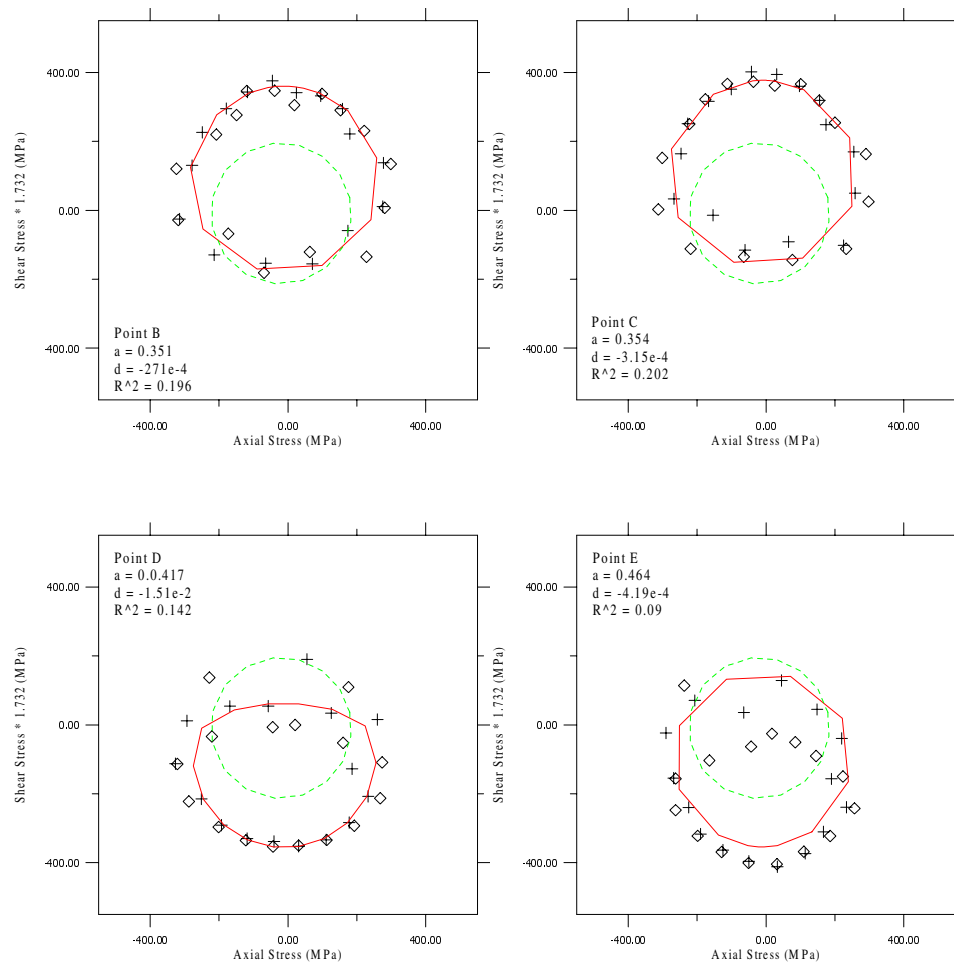 400.00
0.00
-400.00
Shear Stress * 1.732 (MPa)
Point B
a = 0.351
d = -271e-4
R^2 = 0.196
-400.00
0.00
400.00
Axial Stress (MPa)
400.00
0.00
-400.00
Shear Stress * 1.732 (MPa)
Point C
a = 0.354
d = -3.15e-4
R^2 = 0.202
-400.00
0.00
400.00
Axial Stress (MPa)
Point D
a = 0.0.417
d = -1.51e-2
R^2 = 0.142
400.00
0.00
-400.00
Shear Stress * 1.732 (MPa)
-400.00
0.00
400.00
Axial Stress (MPa)
Point E
a = 0.464
d = -4.19e-4
R^2 = 0.09
400.00
0.00
-400.00
Shear Stress * 1.732 (MPa)
-400.00
0.00
400.00
Axial Stress (MPa)